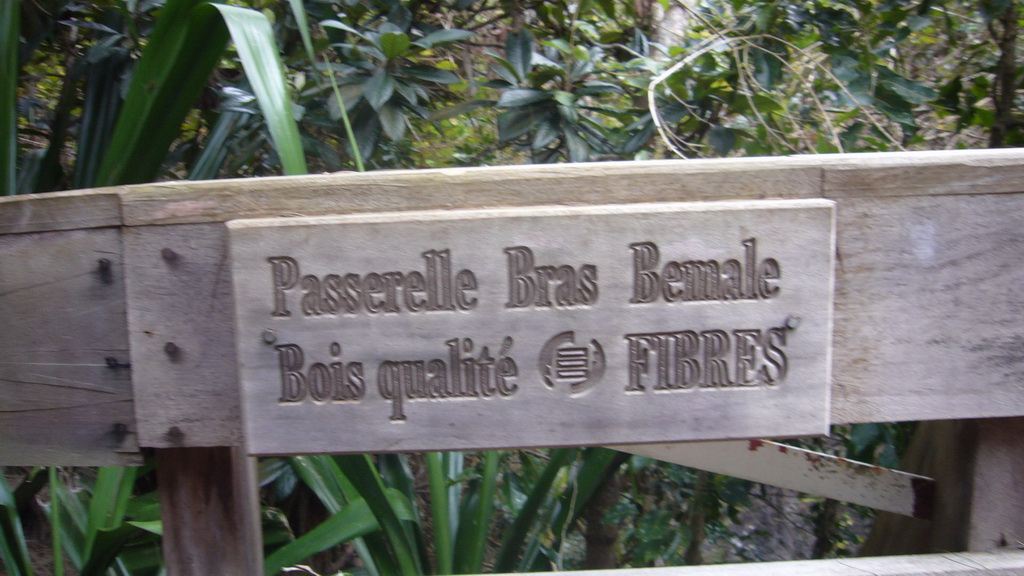 Passerelle Bras Bemale
Bois qualité FIBRES